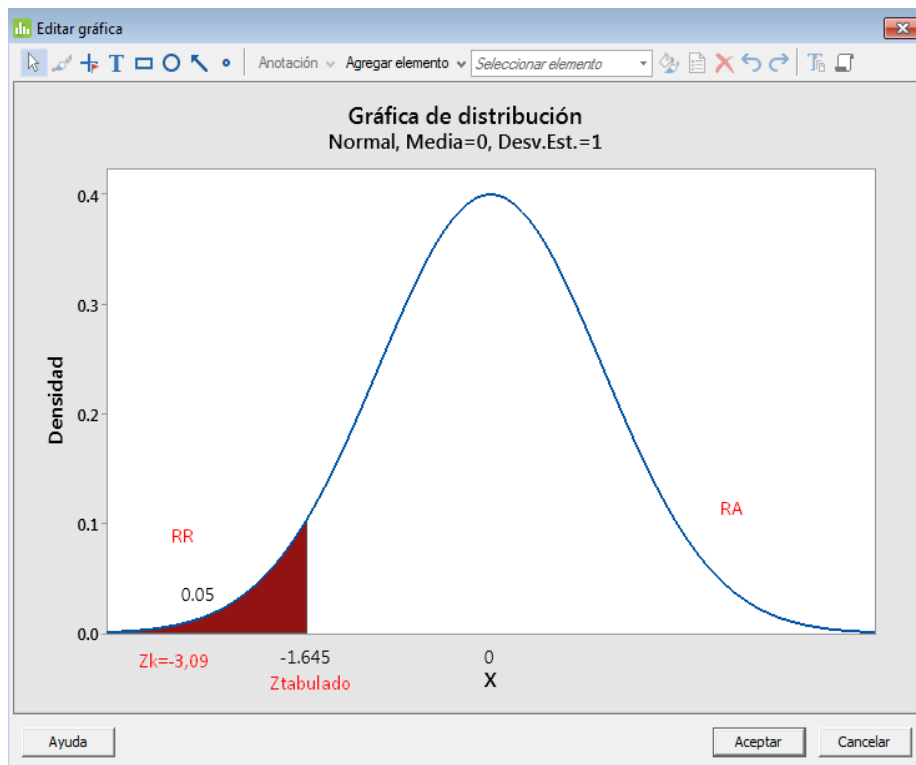 Editar gráfica
T Anotación Agregar elemento Seleccionar elemento
Gráfica de distribución
Normal, Media=0, Desv.Est.=1
0.4
0.3
Densidad
0.2
RA
0.1
RR
0.05
0.0
Zk=-3,09
-1.645
0
Ztabulado
X
Ayuda
Aceptar
Cancelar